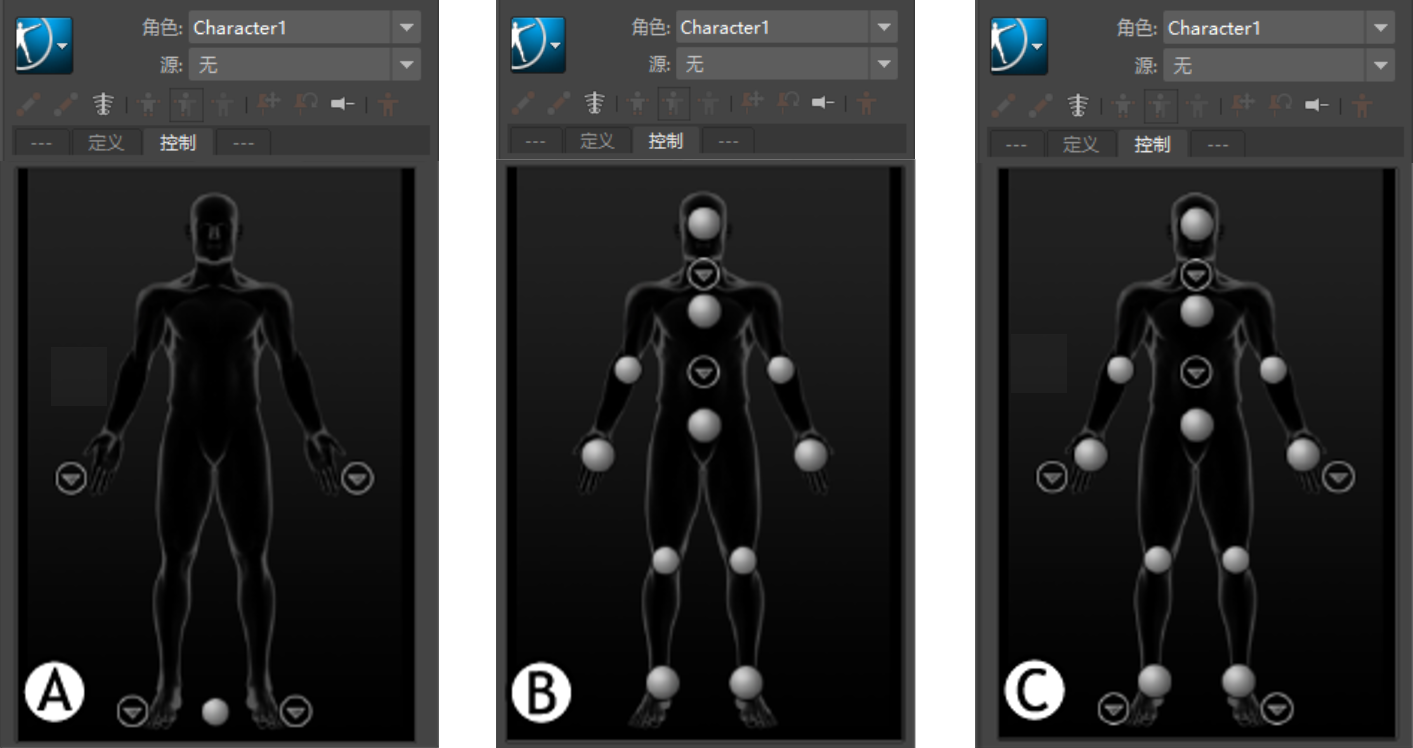 角色: Character1
源: 无
--- 定义 控制 ---
A
角色: Character1
源: 无
--- 定义 控制 ---
B
角色: Character1
源: 无
--- 定义 控制 ---
C